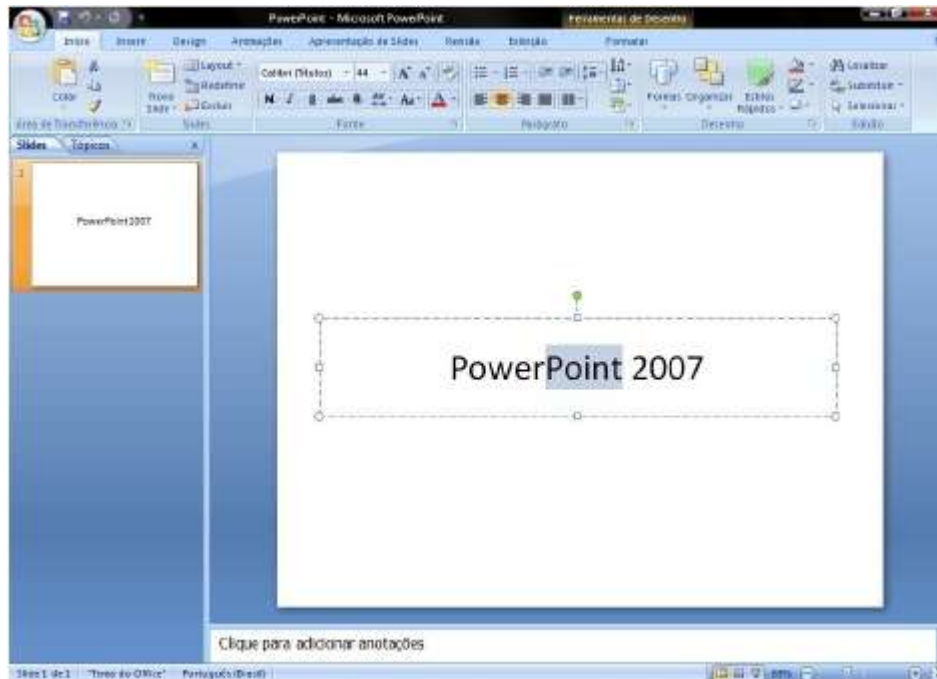 PowerPoint - Microsoft PowerPoint Ferramentas de Desenho
Início Inserir Design Animações Apresentação de Slides Revisão Exibição Formatar
Layout
Redefinir
Excluir
Colar
Novo
Slide
Calibri (Títulos) 44
Formas Organizar Estilos
Rápidos
Localizar
Substituir
Selecionar
Área de Transferência Slides Fonte Parágrafo Desenho Edição
Slides Tópicos
1
PowerPoint 2007
PowerPoint 2007
Clique para adicionar anotações
Slide 1 de 1 "Tema do Office" Português (Brasil)